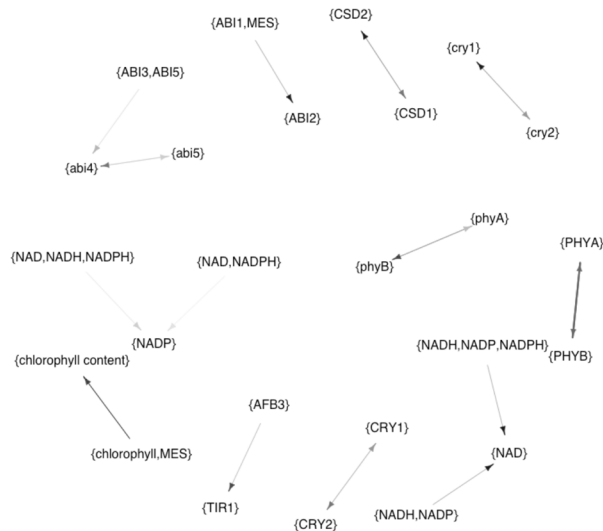 {CSD2}
{ABI1,MES}
{cry1}
{ABI3,ABI5}
{ABI2}
{CSD1}
{cry2}
{abi5}
{abi4}
{phyA}
{PHYA}
{NAD,NADH,NADPH}
{NAD,NADPH}
{phyB}
{NADP}
{NADH,NADP,NADPH}
{PHYB}
{chlorophyll content}
{AFB3}
{CRY1}
{chlorophyll,MES}
{NAD}
{TIR1}
{NADH,NADP}
{CRY2}